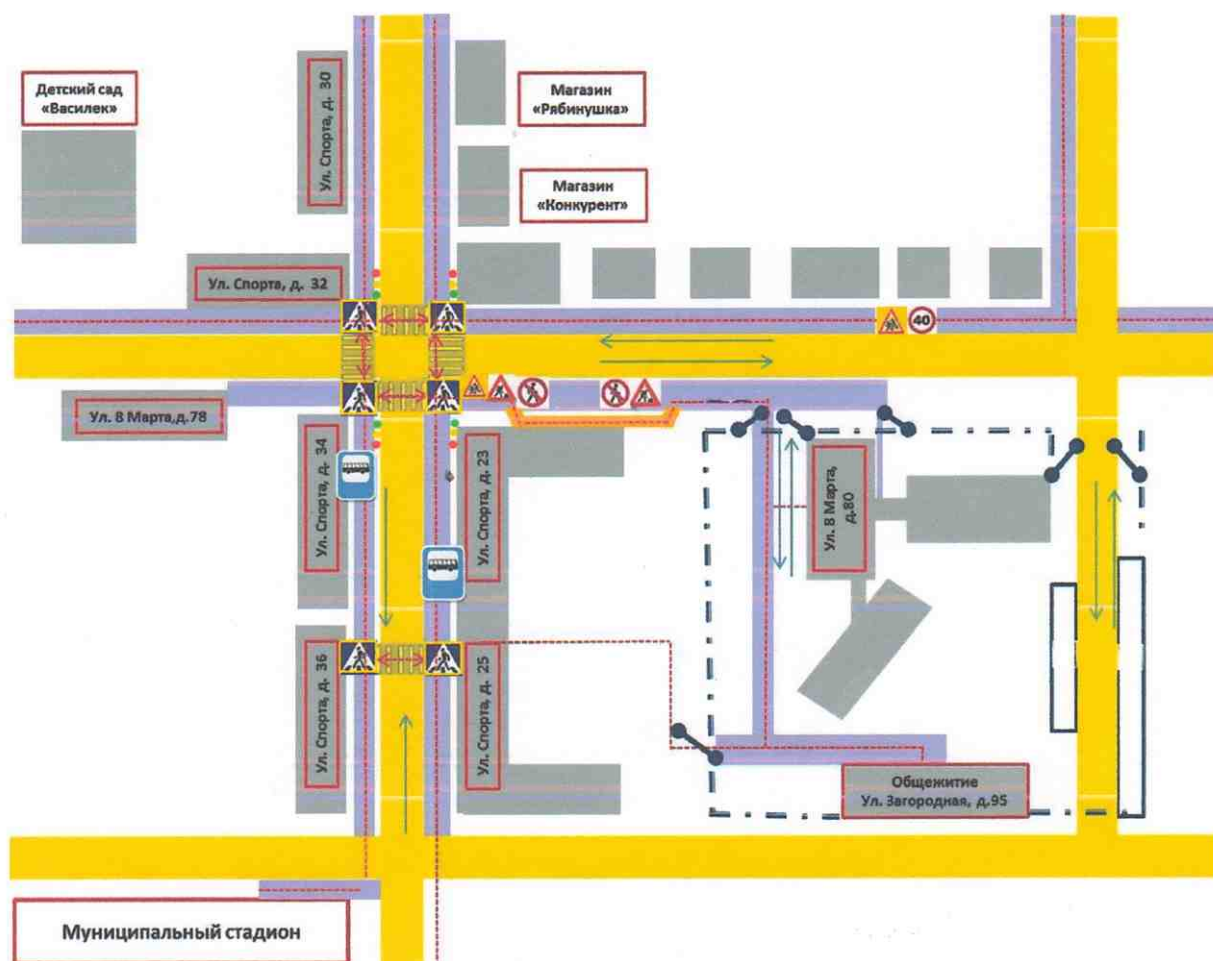 Детский сад
«Василек»
Ул. Спорта, д. 30
Магазин
«Рябинушка»
Магазин
«Конкурент»
Ул. Спорта, д. 32
40
Ул. 8 Марта,д.78
Ул. Спорта, д. 34
Ул. Спорта, д. 23
Ул. 8 Марта,
д.80
Ул. Спорта, д. 36
Ул. Спорта, д. 25
Общежитие
Ул. Загородная, д.95
Муниципальный стадион